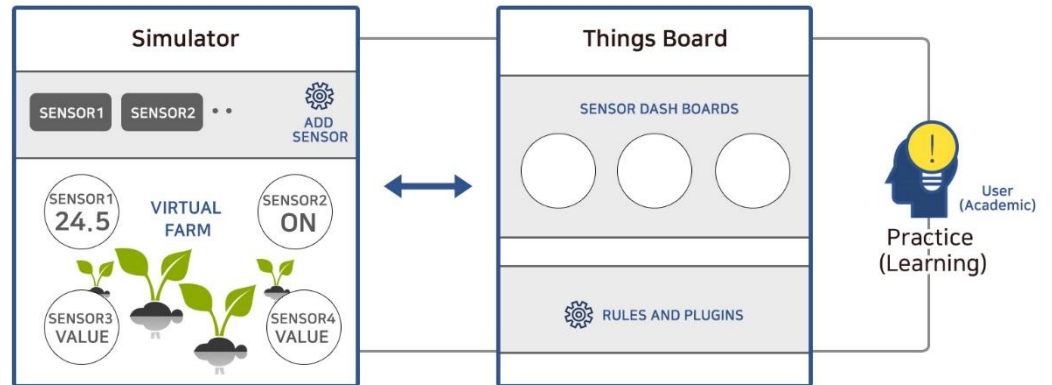 Simulator
SENSOR1
SENSOR2
ADD
SENSOR
SENSOR1
24.5
VIRTUAL
FARM
SENSOR2
ON
SENSOR3
VALUE
SENSOR4
VALUE
Things Board
SENSOR DASH BOARDS
RULES AND PLUGINS
User
(Academic)
Practice
(Learning)